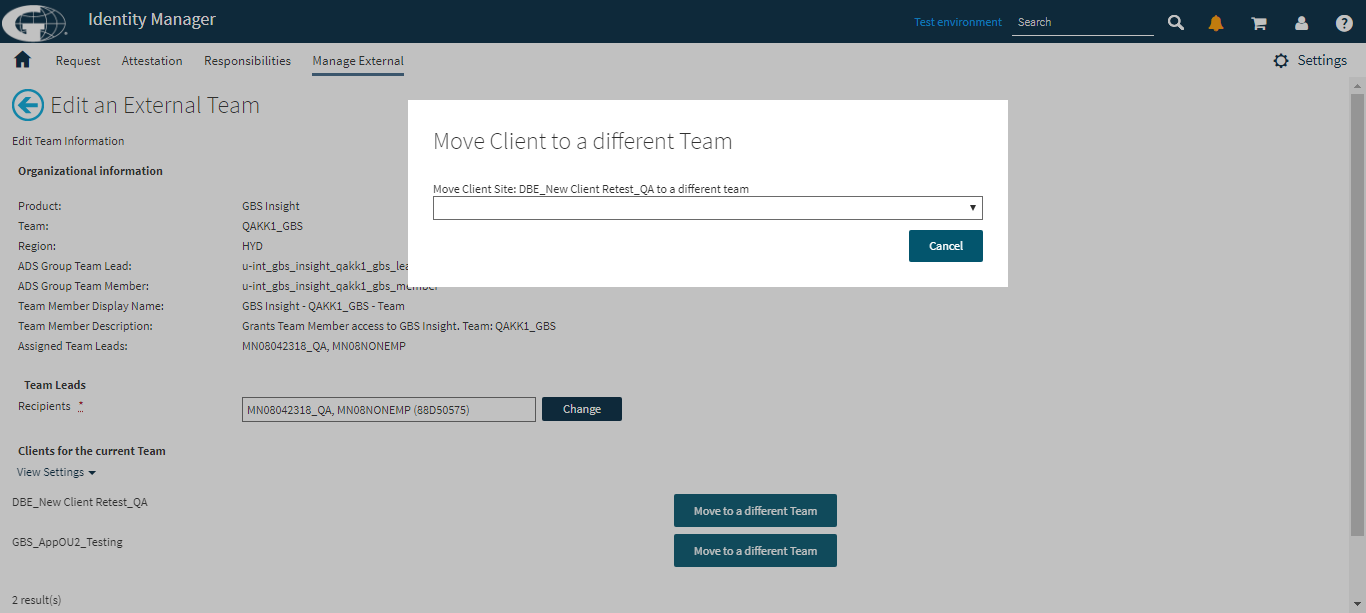 Identity Manager
Test environment
Search
Request Attestation Responsibilities Manage External
Settings
Edit an External Team
Edit Team Information
Organizational information
Product: GBS Insight
Team: QAKK1_GBS
Region: HYD
ADS Group Team Lead: u-int_gbs_insight_qakk1_gbs_lea
ADS Group Team Member: u-int_gbs_insight_qakk1_gbs_member
Team Member Display Name: GBS Insight - QAKK1_GBS - Team
Team Member Description: Grants Team Member access to GBS Insight. Team: QAKK1_GBS
Assigned Team Leads: MN08042318_QA, MN08NONEMP
Team Leads
Recipients * MN08042318_QA, MN08NONEMP (88D50575) Change
Clients for the current Team
View Settings
DBE_New Client Retest_QA Move to a different Team
GBS_AppOU2_Testing Move to a different Team
2 result(s)
Move Client to a different Team
Move Client Site: DBE_New Client Retest_QA to a different team
Cancel